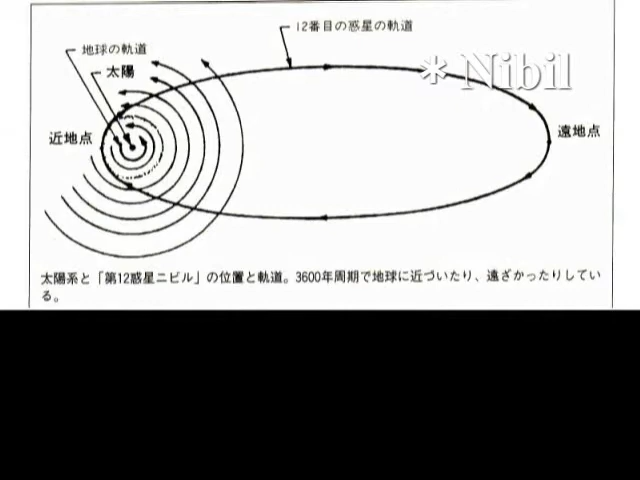 12番目の惑星の軌道
地球の軌道
太陽
* Nibil
近地点
遠地点
太陽系と「第12惑星ニビル」の位置と軌道。3600年周期で地球に近づいたり、遠ざかったりしてい
る。